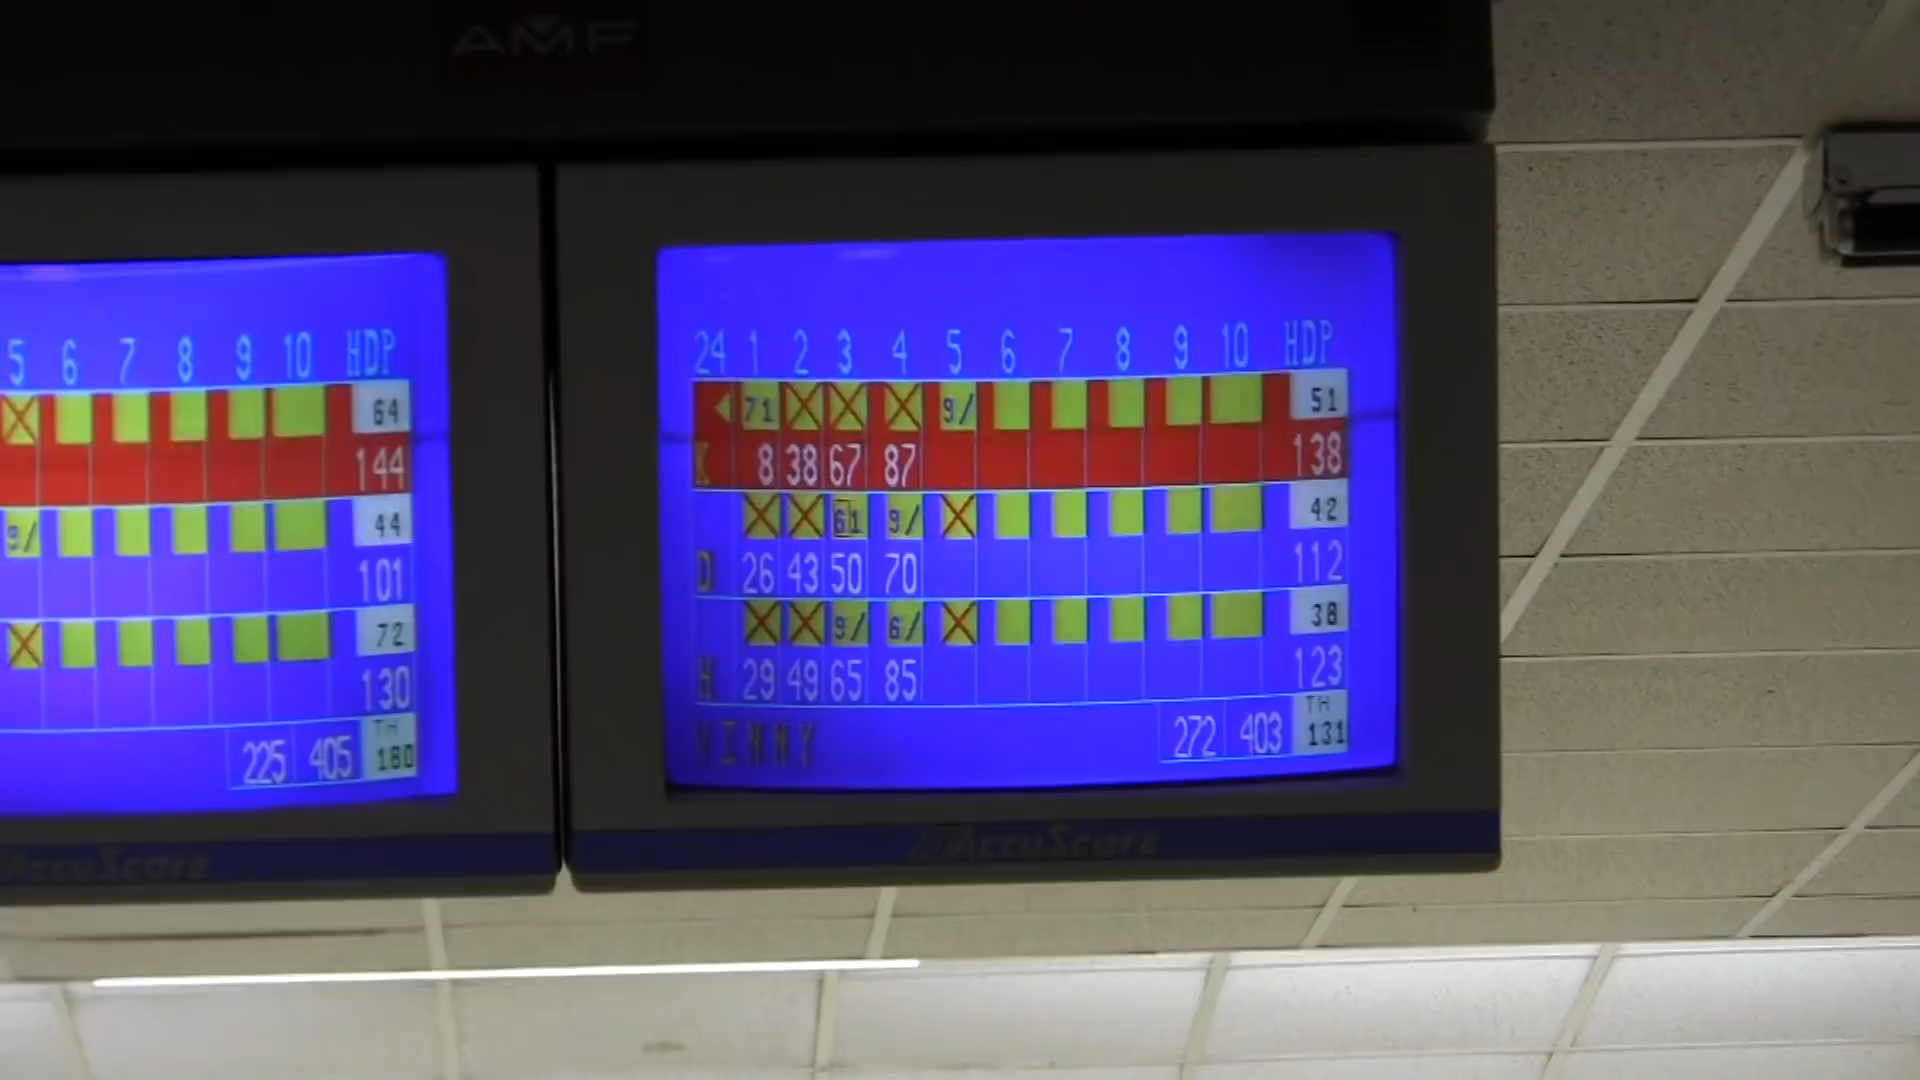 AMF
5 6 7 8 9 10 HDP
X 64
144
9/ 44
101
X 72
130
TH
225 405 180
AccuScore
24 1 2 3 4 5 6 7 8 9 10 HDP
71 X X X 9/ 51
K 8 38 67 87 138
X X 61 9/ X 42
D 26 43 50 70 112
X X 9/ 6/ X 38
H 29 49 65 85 123
TH
VINNY 272 403 131
AccuScore